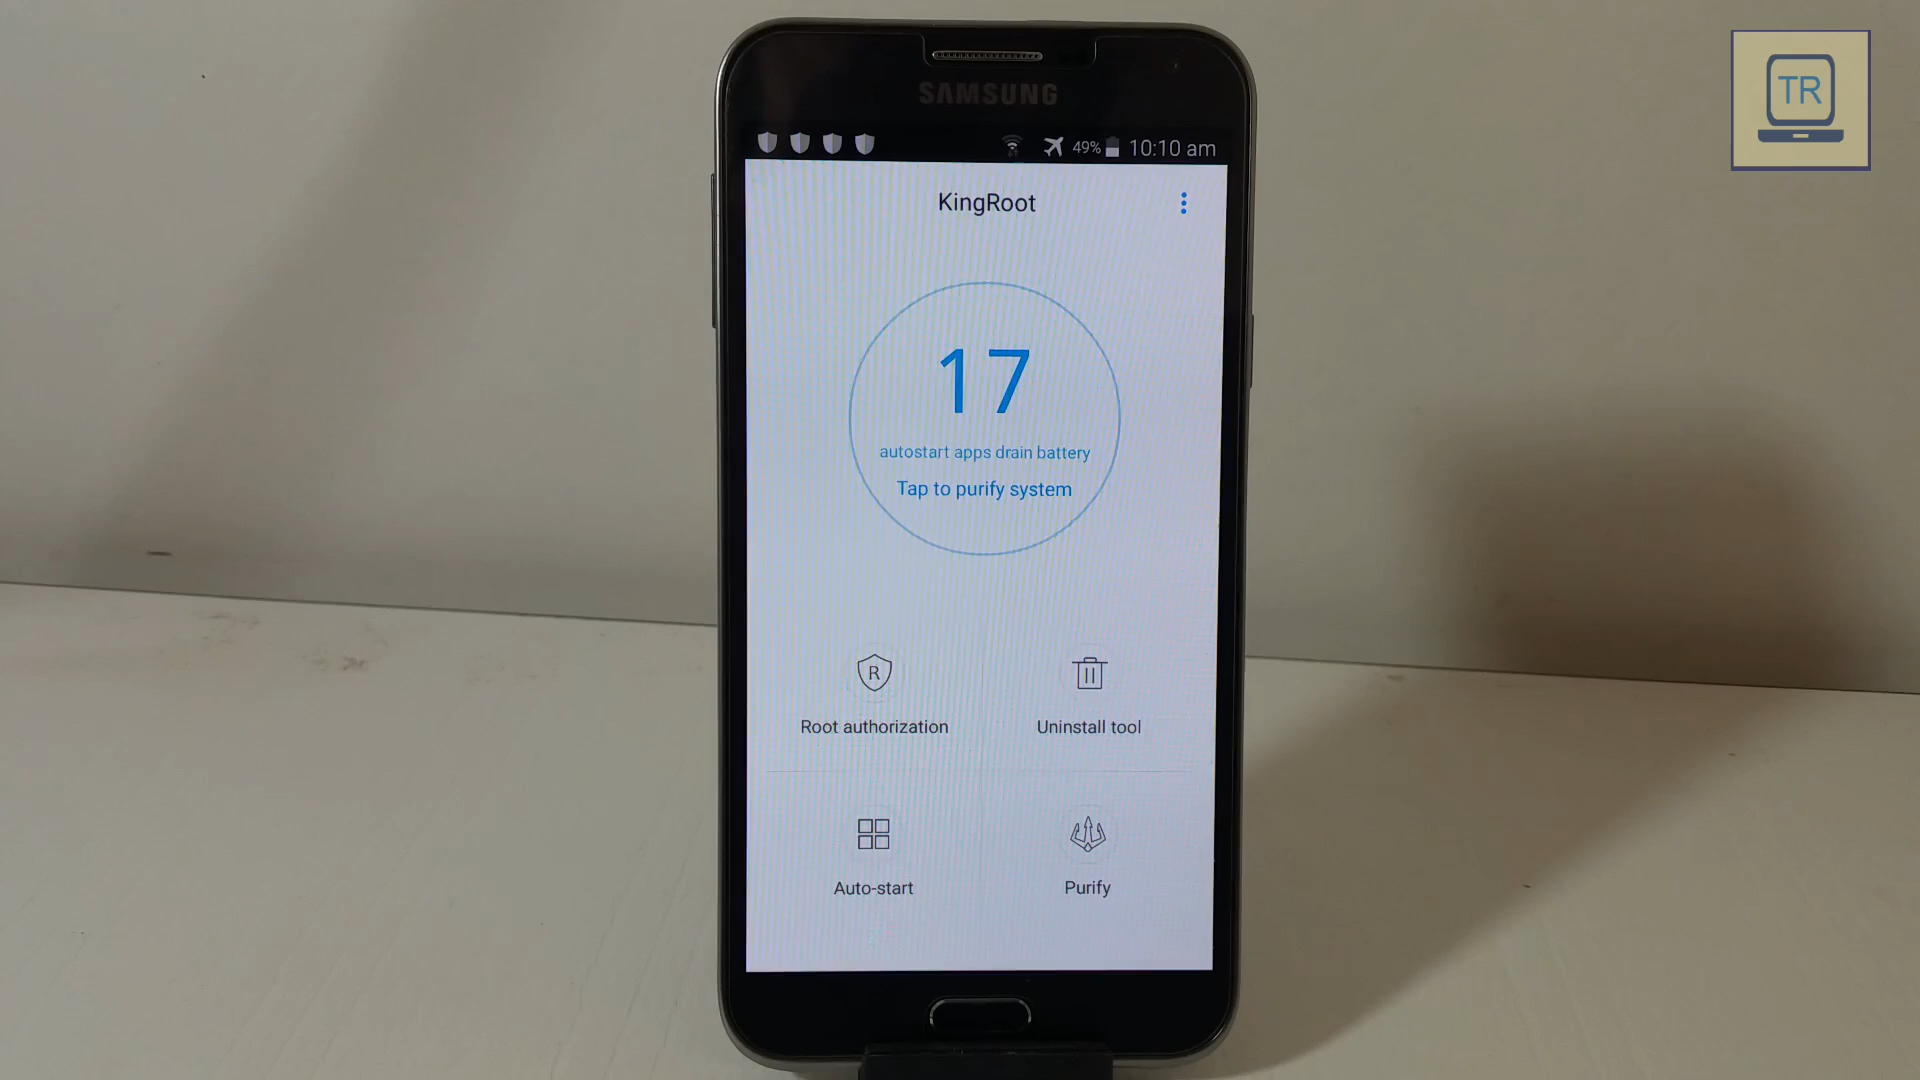 TR
SAMSUNG
49% 10:10 am
KingRoot
17
autostart apps drain battery
Tap to purify system
R
Root authorization
Uninstall tool
Auto-start
Purify